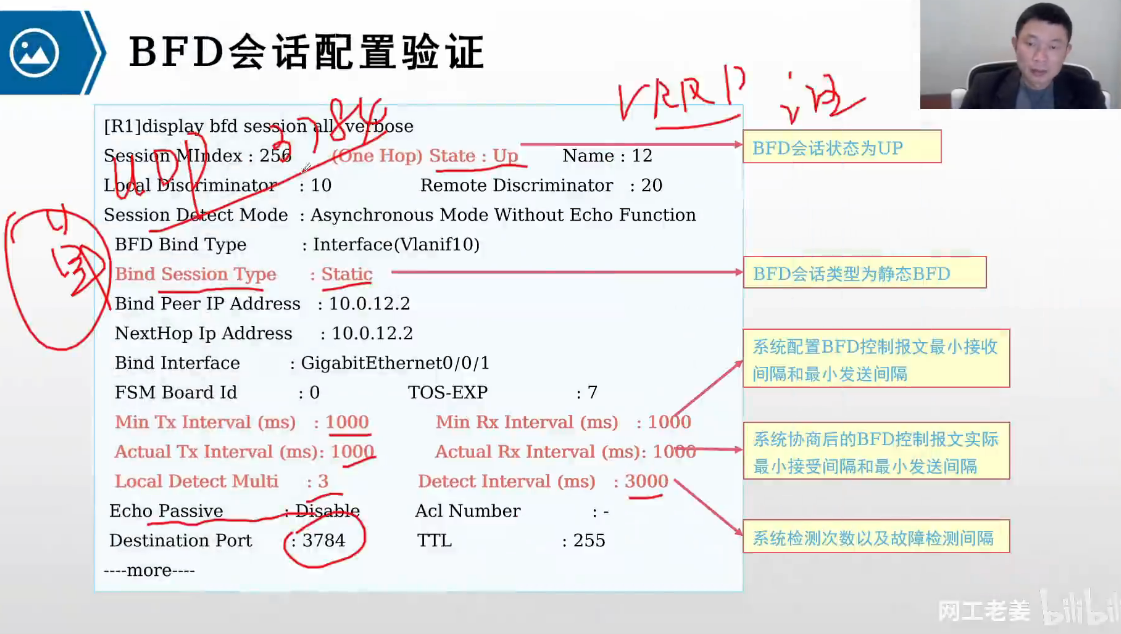 BFD会话配置验证
VRRP
UDP 3784
[R1]display bfd session all verbose
Session MIndex : 256 (One Hop) State : Up Name : 12
BFD会话状态为UP
Local Discriminator : 10 Remote Discriminator : 20
Session Detect Mode : Asynchronous Mode Without Echo Function
BFD Bind Type : Interface(Vlanif10)
Bind Session Type : Static
BFD会话类型为静态BFD
Bind Peer IP Address : 10.0.12.2
NextHop Ip Address : 10.0.12.2
Bind Interface : GigabitEthernet0/0/1
FSM Board Id : 0 TOS-EXP : 7
系统配置BFD控制报文最小接收
间隔和最小发送间隔
Min Tx Interval (ms) : 1000 Min Rx Interval (ms) : 1000
Actual Tx Interval (ms): 1000 Actual Rx Interval (ms): 1000
系统协商后的BFD控制报文实际
最小接受间隔和最小发送间隔
Local Detect Multi : 3 Detect Interval (ms) : 3000
Echo Passive : Disable Acl Number : -
Destination Port : 3784 TTL : 255
系统检测次数以及故障检测间隔
----more----
网工老姜 bilibili